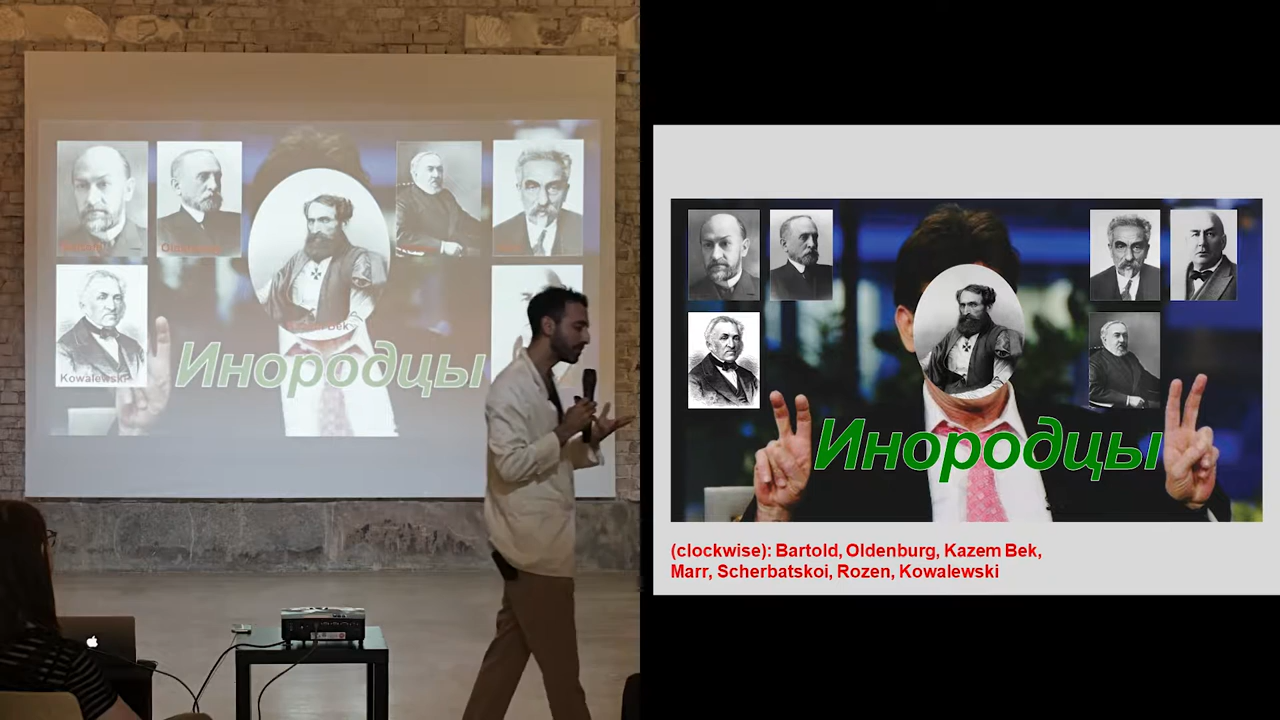 Kowalewski
Инородцы
Инородцы
(clockwise): Bartold, Oldenburg, Kazem Bek,
Marr, Scherbatskoi, Rozen, Kowalewski